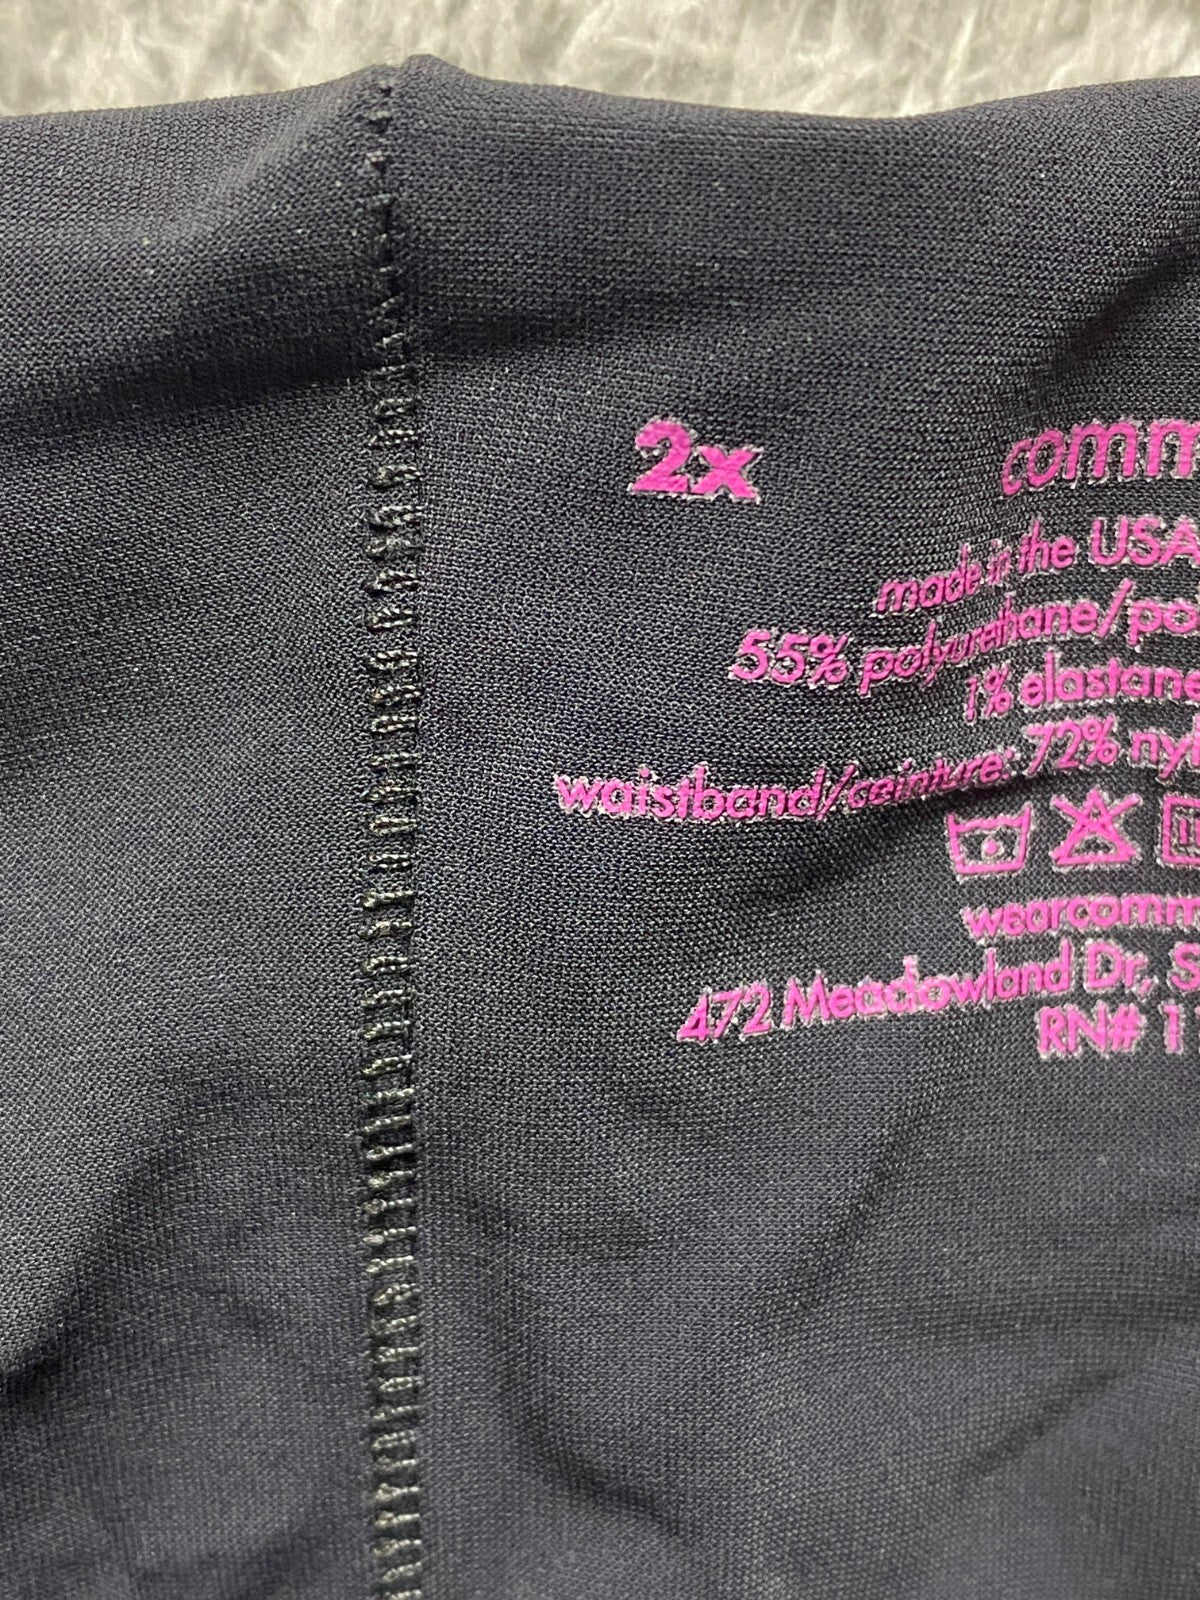 2x
comm
made in the USA
55% polyurethane/po
1% elastane
waistband/ceinture: 72% nyl
wearcomm
472 Meadowland Dr, S
RN# 1